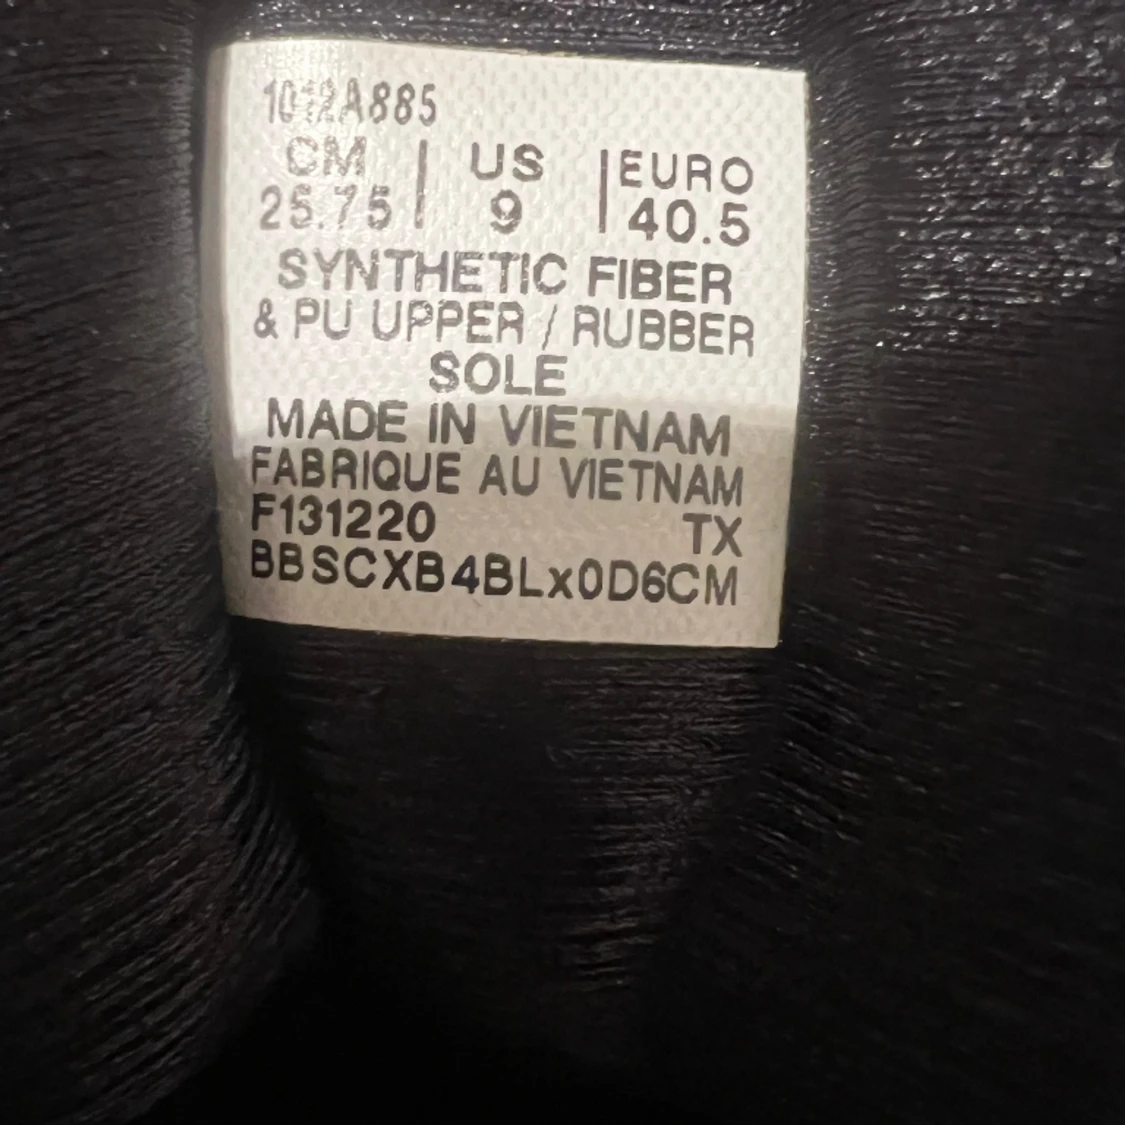 1012A885
CM | US | EURO
25.75 | 9 | 40.5
SYNTHETIC FIBER
& PU UPPER / RUBBER
SOLE
MADE IN VIETNAM
FABRIQUE AU VIETNAM
F131220 TX
BBSCXB4BLx0D6CM